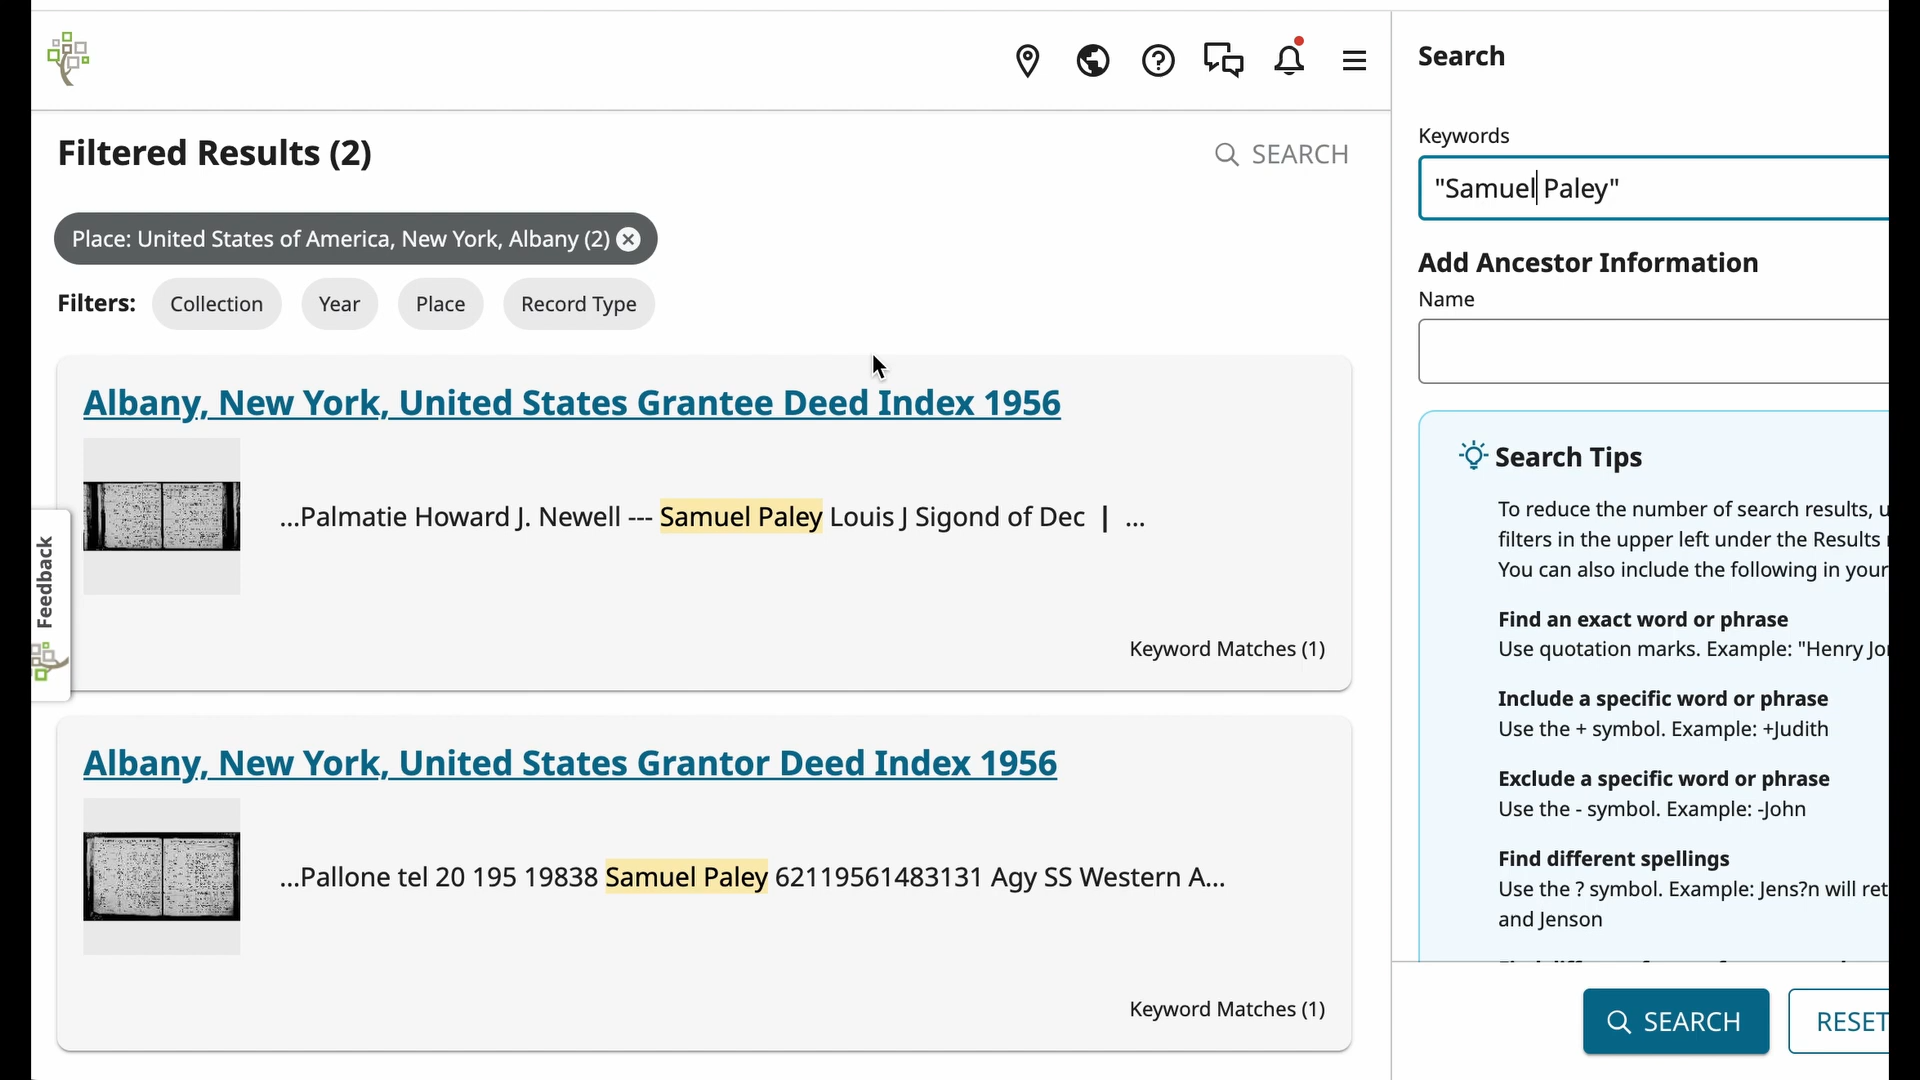 Filtered Results (2)
SEARCH
Place: United States of America, New York, Albany (2)
Filters: Collection Year Place Record Type
Albany, New York, United States Grantee Deed Index 1956
...Palmatie Howard J. Newell --- Samuel Paley Louis J Sigond of Dec | ...
Keyword Matches (1)
Albany, New York, United States Grantor Deed Index 1956
...Pallone tel 20 195 19838 Samuel Paley 62119561483131 Agy SS Western A...
Keyword Matches (1)
Feedback
Search
Keywords
"Samuel Paley"
Add Ancestor Information
Name
Search Tips
To reduce the number of search results, u
filters in the upper left under the Results
You can also include the following in your
Find an exact word or phrase
Use quotation marks. Example: "Henry Jo
Include a specific word or phrase
Use the + symbol. Example: +Judith
Exclude a specific word or phrase
Use the - symbol. Example: -John
Find different spellings
Use the ? symbol. Example: Jens?n will ret
and Jenson
SEARCH
RESET